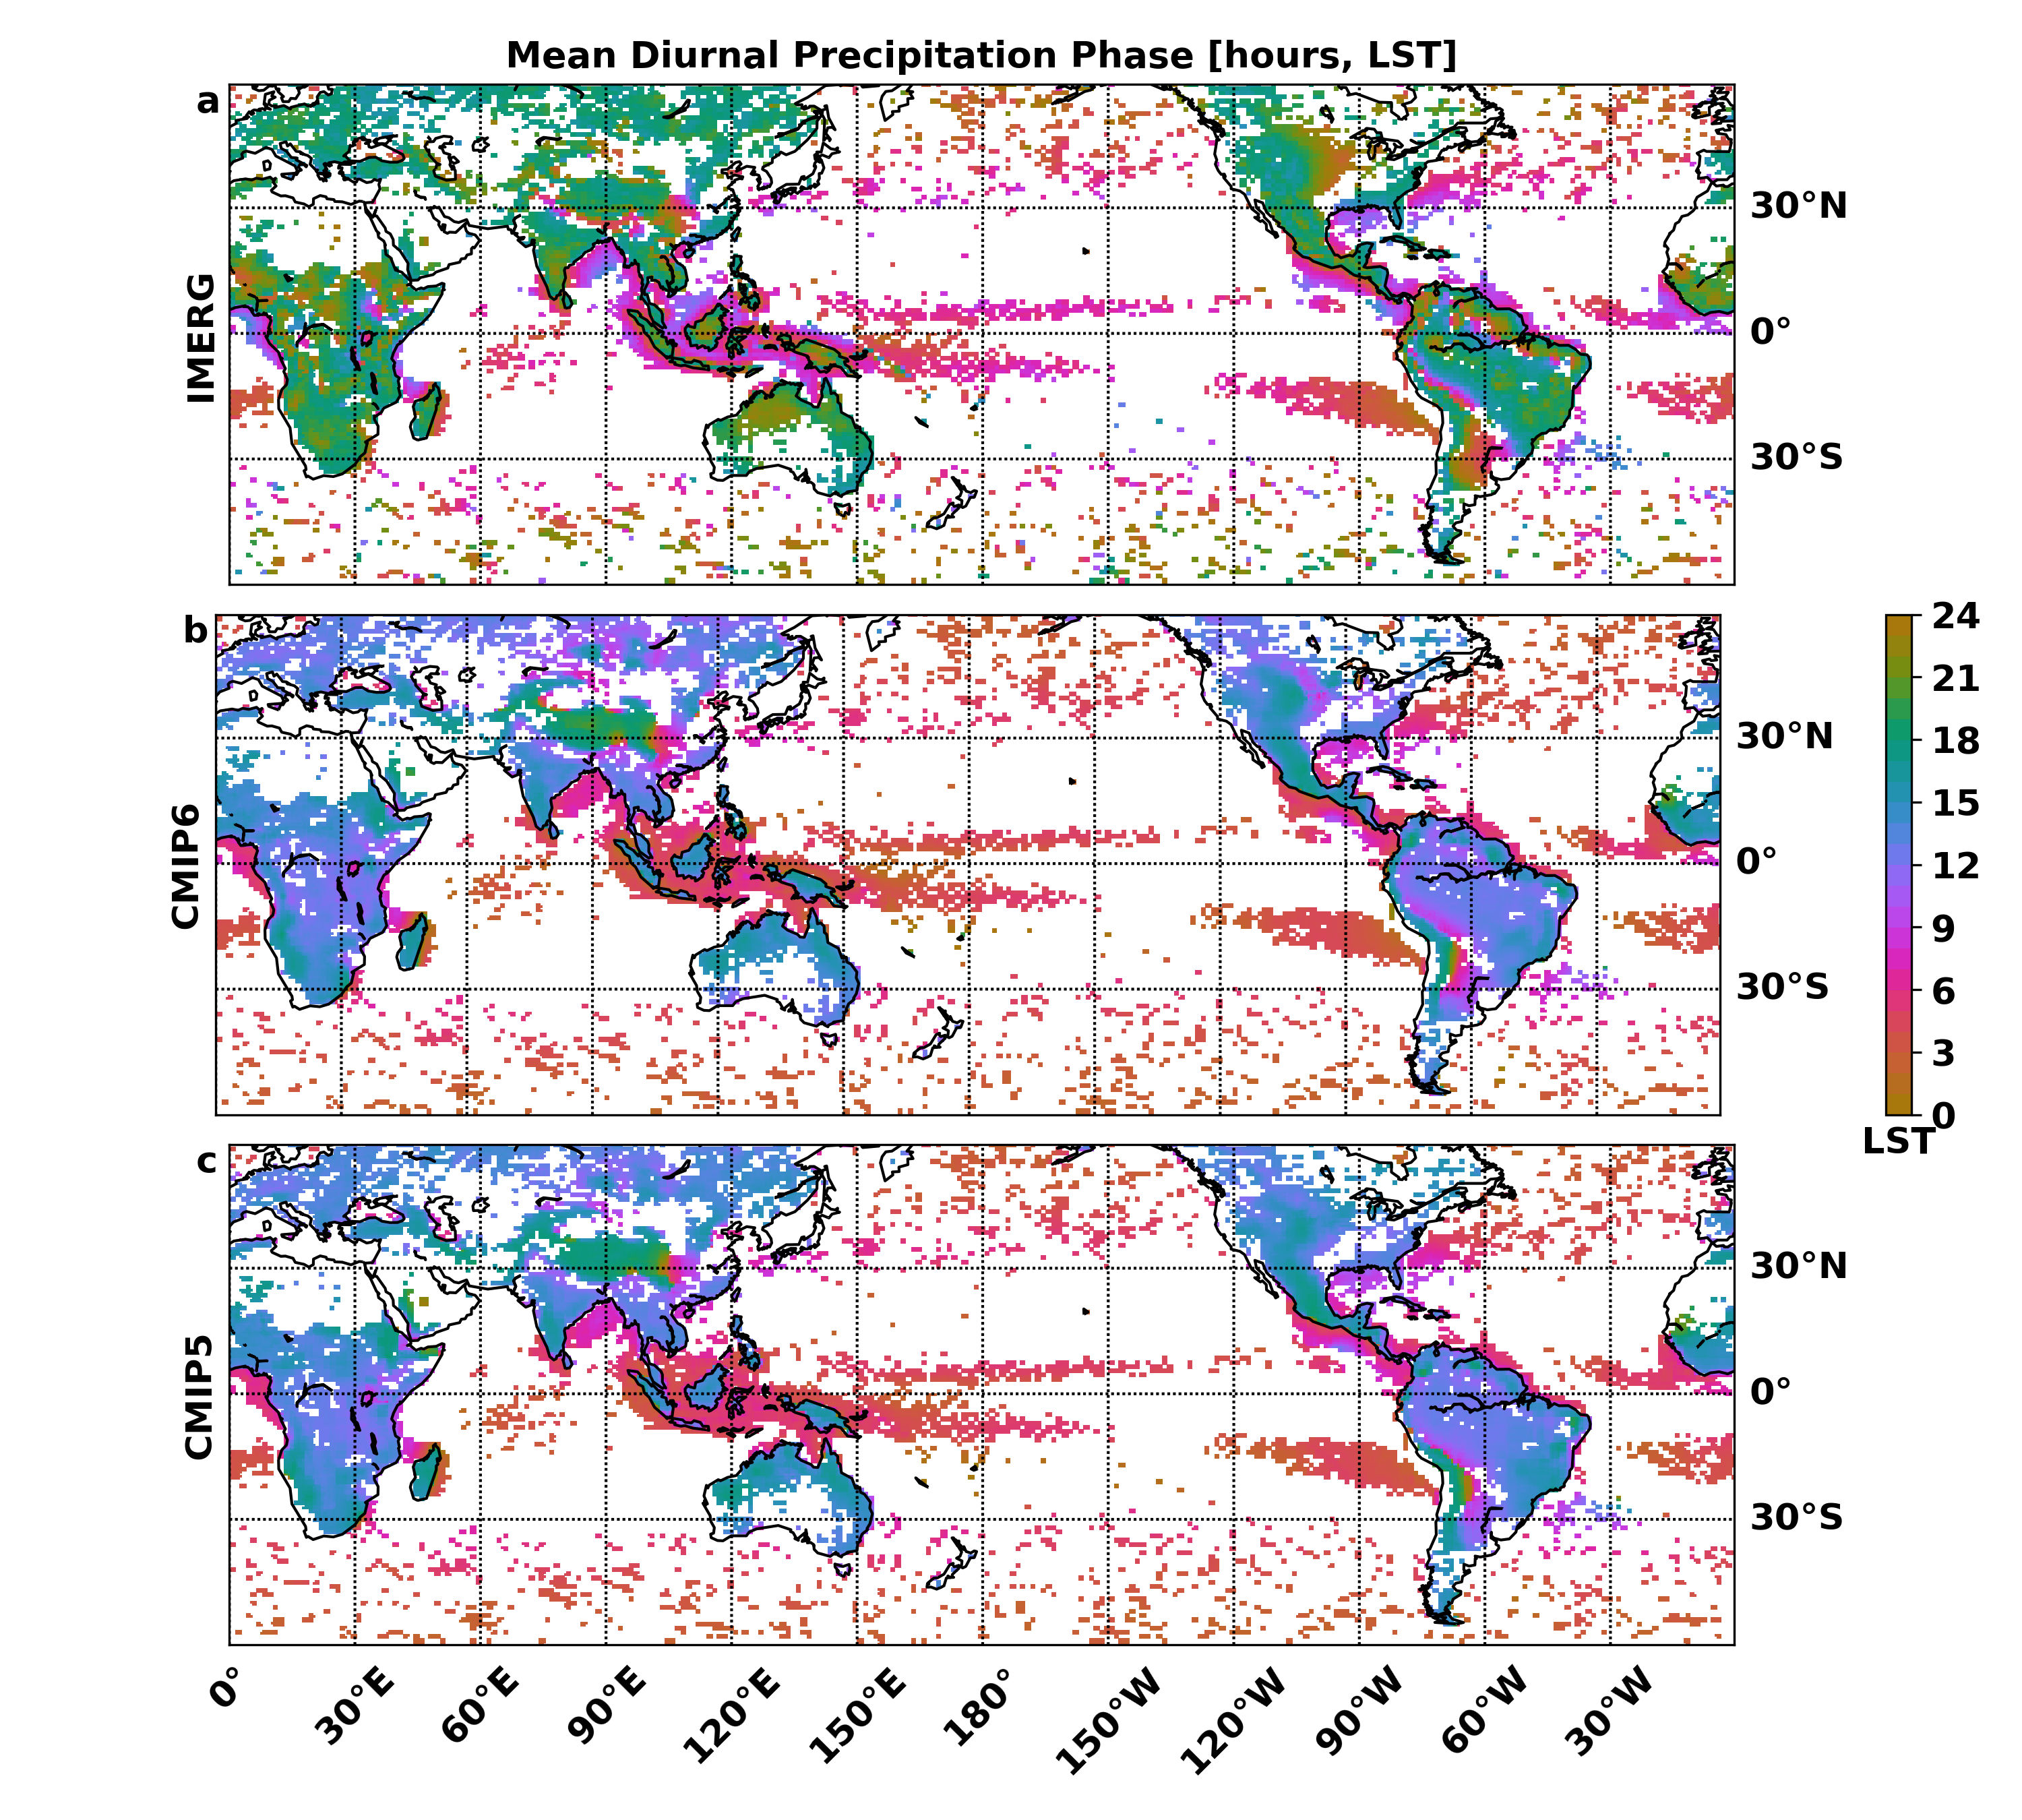 Mean Diurnal Precipitation Phase [hours, LST]
a
IMERG
30°N
0°
30°S
b
CMIP6
30°N
0°
30°S
24
21
18
15
12
9
6
3
0
LST
c
CMIP5
30°N
0°
30°S
0°
30°E
60°E
90°E
120°E
150°E
180°
150°W
120°W
90°W
60°W
30°W